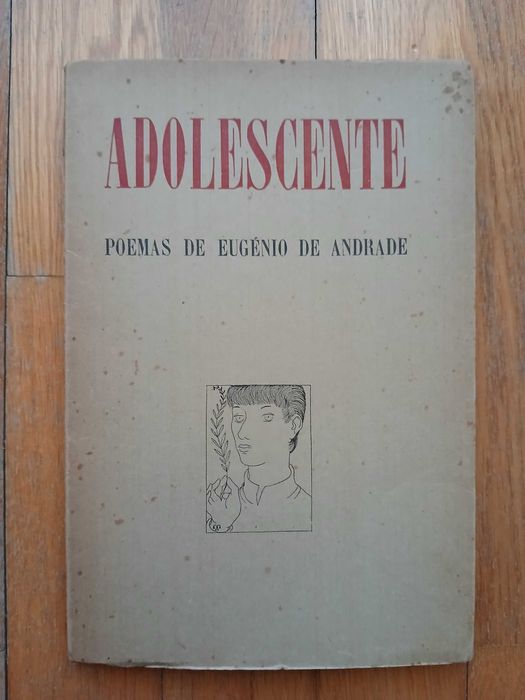 ADOLESCENTE
POEMAS DE EUGÉNIO DE ANDRADE